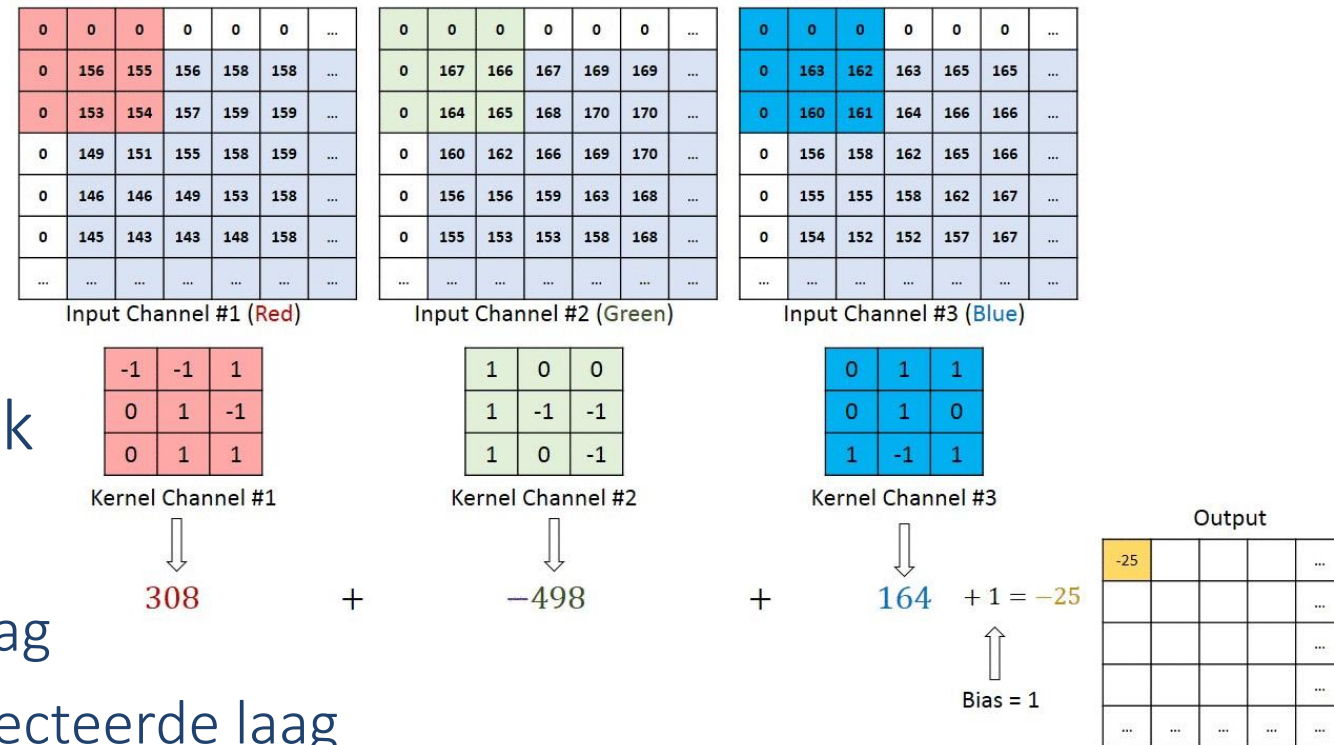 0 0 0 0 0 0 ...
0 156 155 156 158 158 ...
0 153 154 157 159 159 ...
0 149 151 155 158 159 ...
0 146 146 149 153 158 ...
0 145 143 143 148 158 ...
... ... ... ... ... ... ...
Input Channel #1 (Red)
0 0 0 0 0 0 ...
0 167 166 167 169 169 ...
0 164 165 168 170 170 ...
0 160 162 166 169 170 ...
0 156 156 159 163 168 ...
0 155 153 153 158 168 ...
... ... ... ... ... ... ...
Input Channel #2 (Green)
0 0 0 0 0 0 ...
0 163 162 163 165 165 ...
0 160 161 164 166 166 ...
0 156 158 162 165 166 ...
0 155 155 158 162 167 ...
0 154 152 152 157 167 ...
... ... ... ... ... ... ...
Input Channel #3 (Blue)
-1 -1 1
0 1 -1
0 1 1
Kernel Channel #1
1 0 0
1 -1 -1
1 0 -1
Kernel Channel #2
0 1 1
0 1 0
1 -1 1
Kernel Channel #3
308 + −498 + 164 + 1 = −25
Bias = 1
Output
-25 ...
...
...
...
... ... ... ... ...
k
ag
ecteerde laag